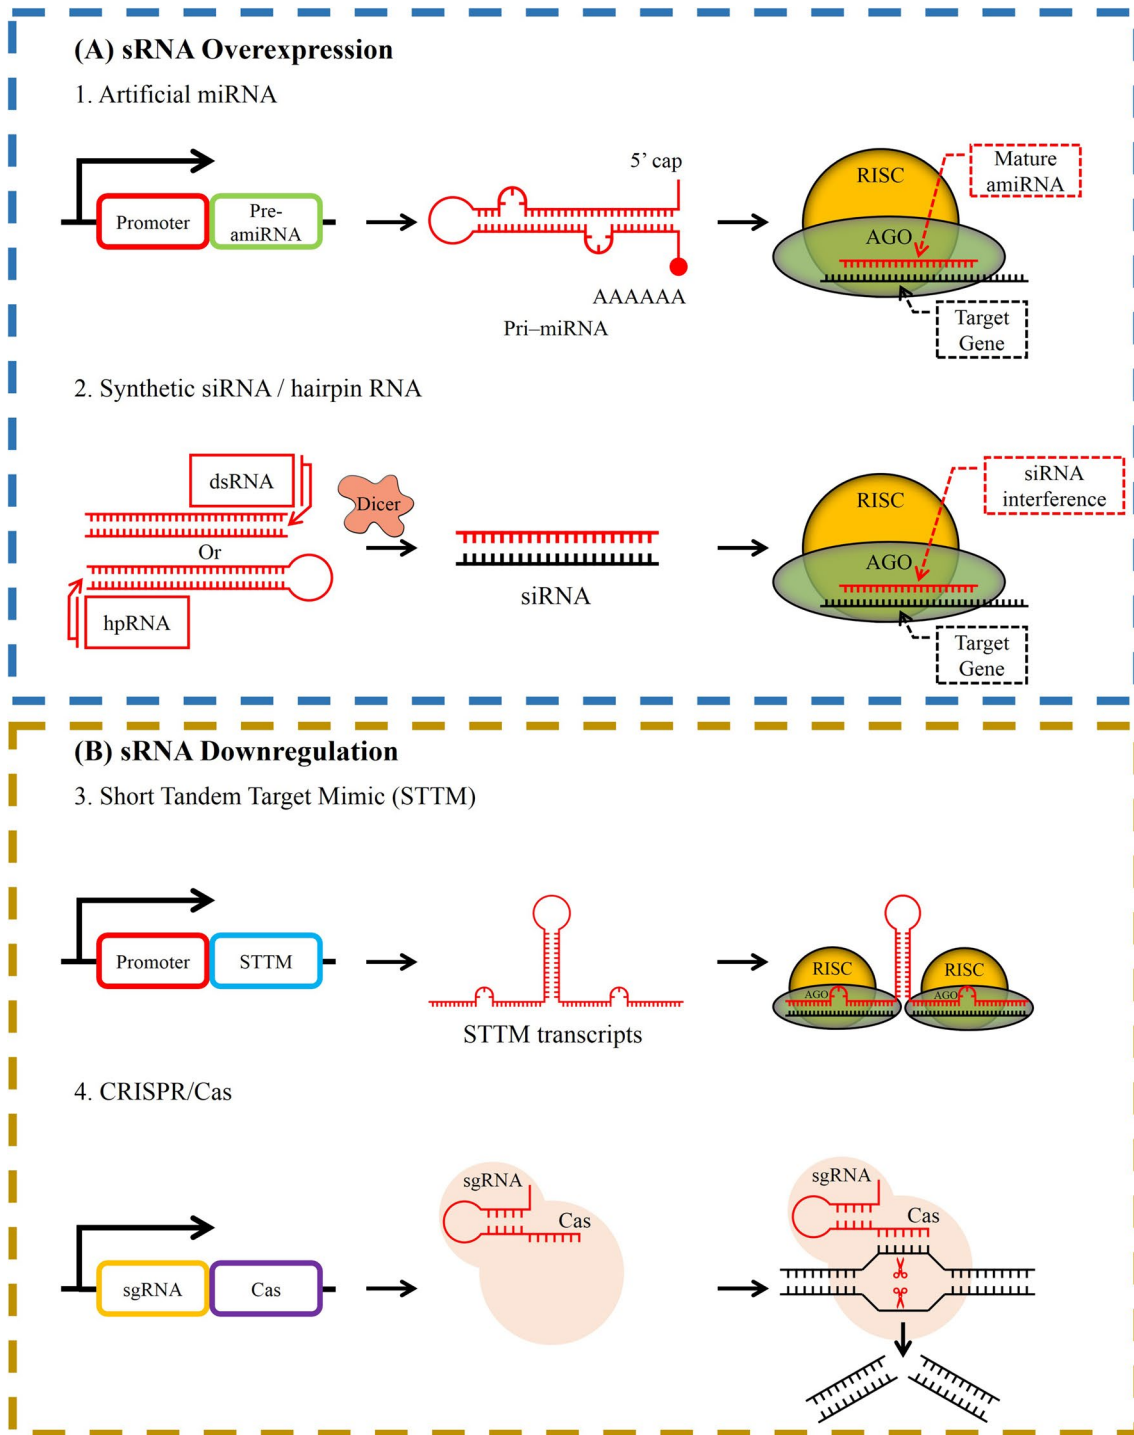 (A) sRNA Overexpression
1. Artificial miRNA
Promoter
Pre-
amiRNA
5' cap
AAAAAA
Pri–miRNA
RISC
AGO
Mature
amiRNA
Target
Gene
2. Synthetic siRNA / hairpin RNA
dsRNA
Or
hpRNA
Dicer
siRNA
RISC
AGO
siRNA
interference
Target
Gene
(B) sRNA Downregulation
3. Short Tandem Target Mimic (STTM)
Promoter
STTM
STTM transcripts
RISC
AGO
RISC
AGO
4. CRISPR/Cas
sgRNA
Cas
sgRNA
Cas
sgRNA
Cas